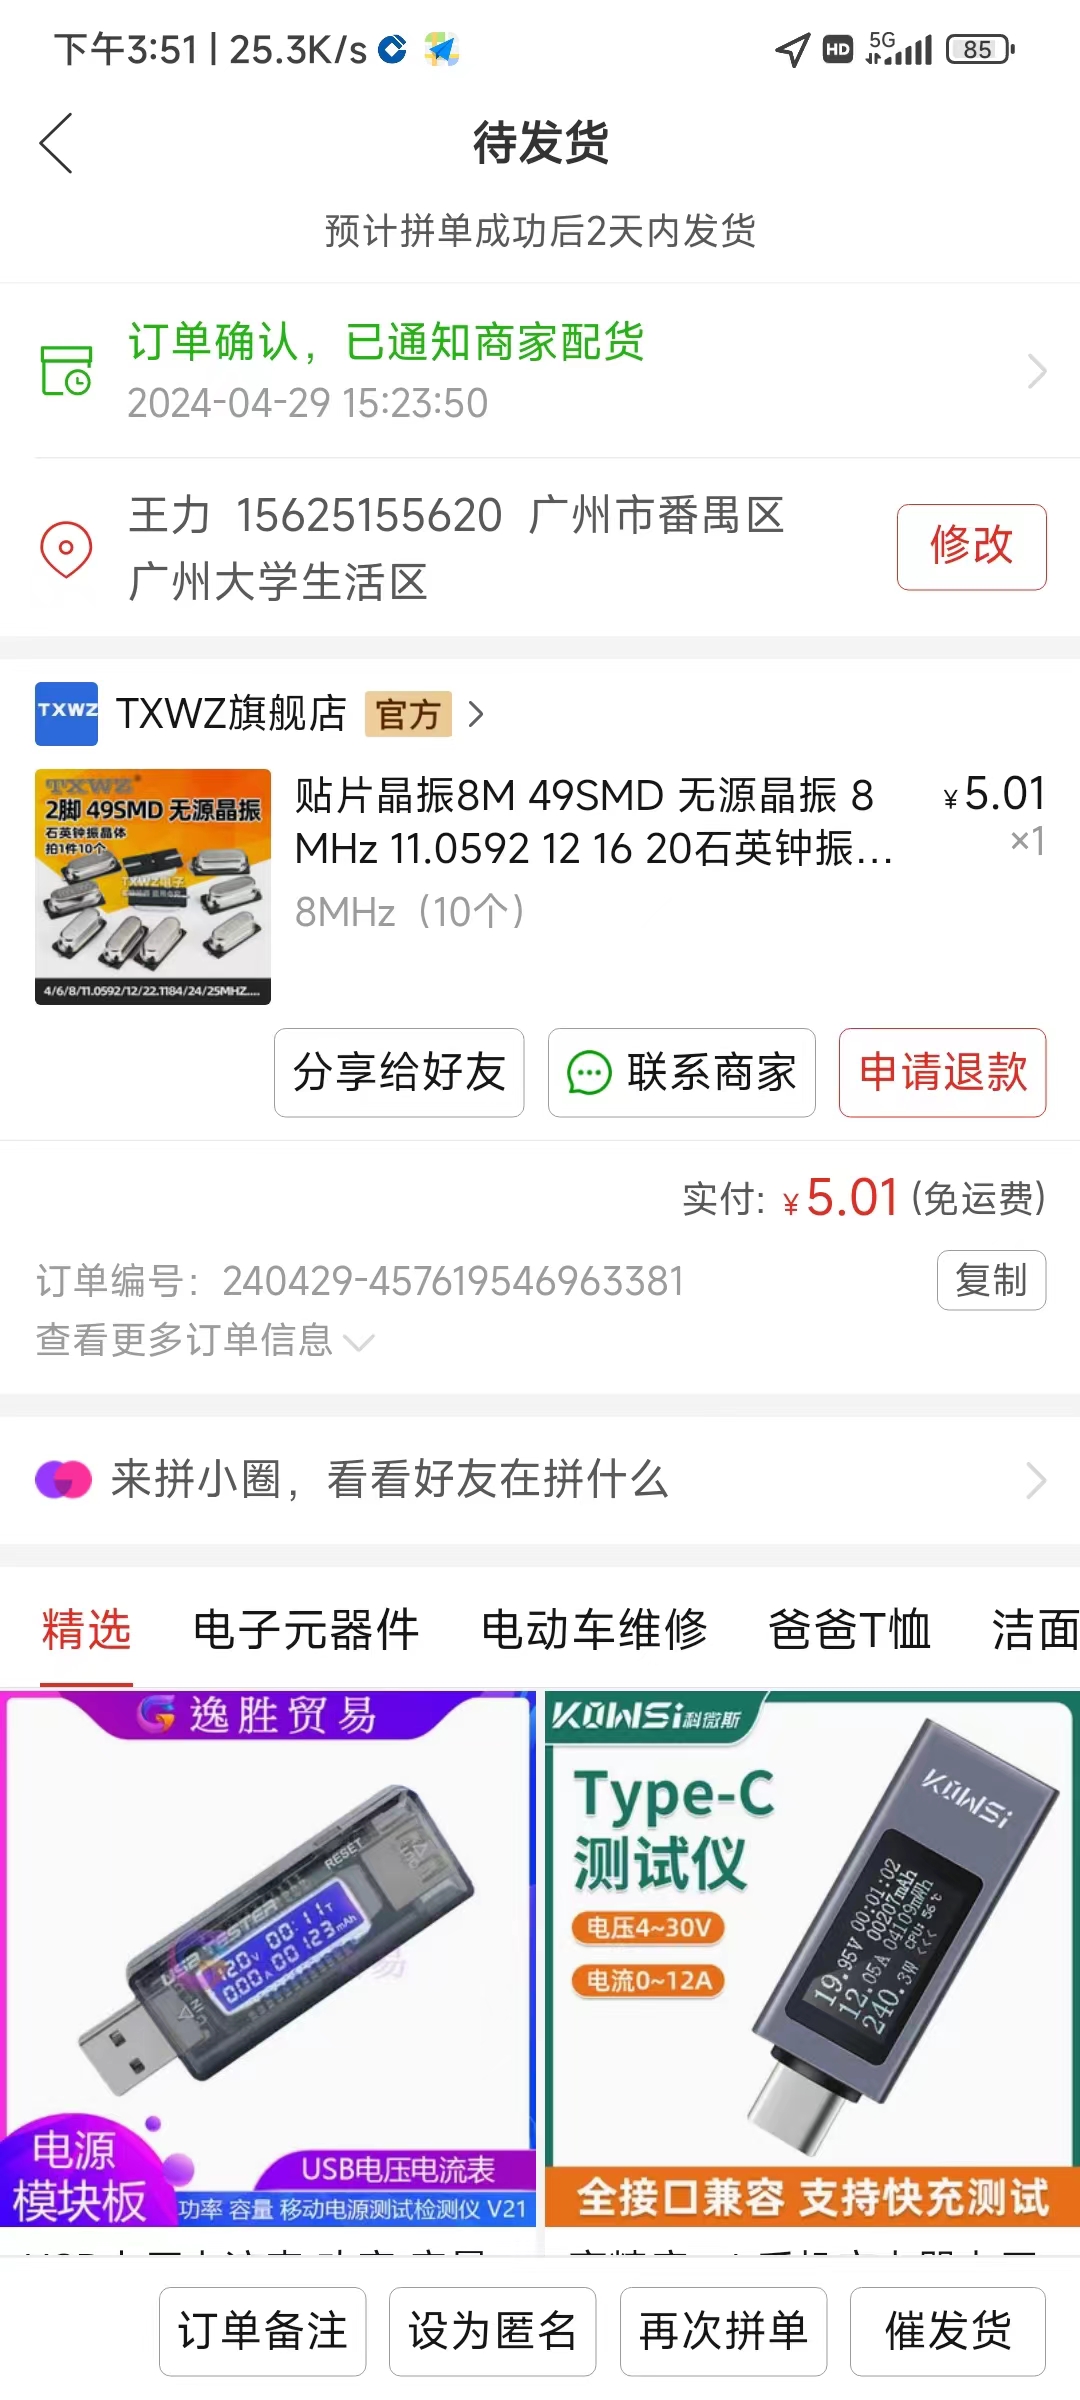 下午3:51 | 25.3K/s
HD 5G 85
待发货
预计拼单成功后2天内发货
订单确认，已通知商家配货
2024-04-29 15:23:50
王力 15625155620 广州市番禺区
广州大学生活区
修改
TXWZ
TXWZ旗舰店 官方
TXWZ
2脚 49SMD 无源晶振
石英钟振晶体
拍1件10个
TXWZ电子
4/6/8/11.0592/12/22.1184/24/25MHZ....
贴片晶振8M 49SMD 无源晶振 8
MHz 11.0592 12 16 20石英钟振...
8MHz（10个）
¥5.01
×1
分享给好友
联系商家
申请退款
实付: ¥5.01 (免运费)
订单编号：240429-457619546963381
复制
查看更多订单信息
来拼小圈，看看好友在拼什么
精选 电子元器件 电动车维修 爸爸T恤 洁面
逸胜贸易
RESET
USB TESTER
00:11T
00123mAh
电源
模块板
USB电压电流表
功率 容量 移动电源测试检测仪 V21
KOWSi科微斯
Type-C
测试仪
电压4~30V
电流0~12A
KOWSi
19.95V 00:01:02
12.05A 00207mAh
240.3W 04109mWh
CPU: 56℃
全接口兼容 支持快充测试
订单备注
设为匿名
再次拼单
催发货